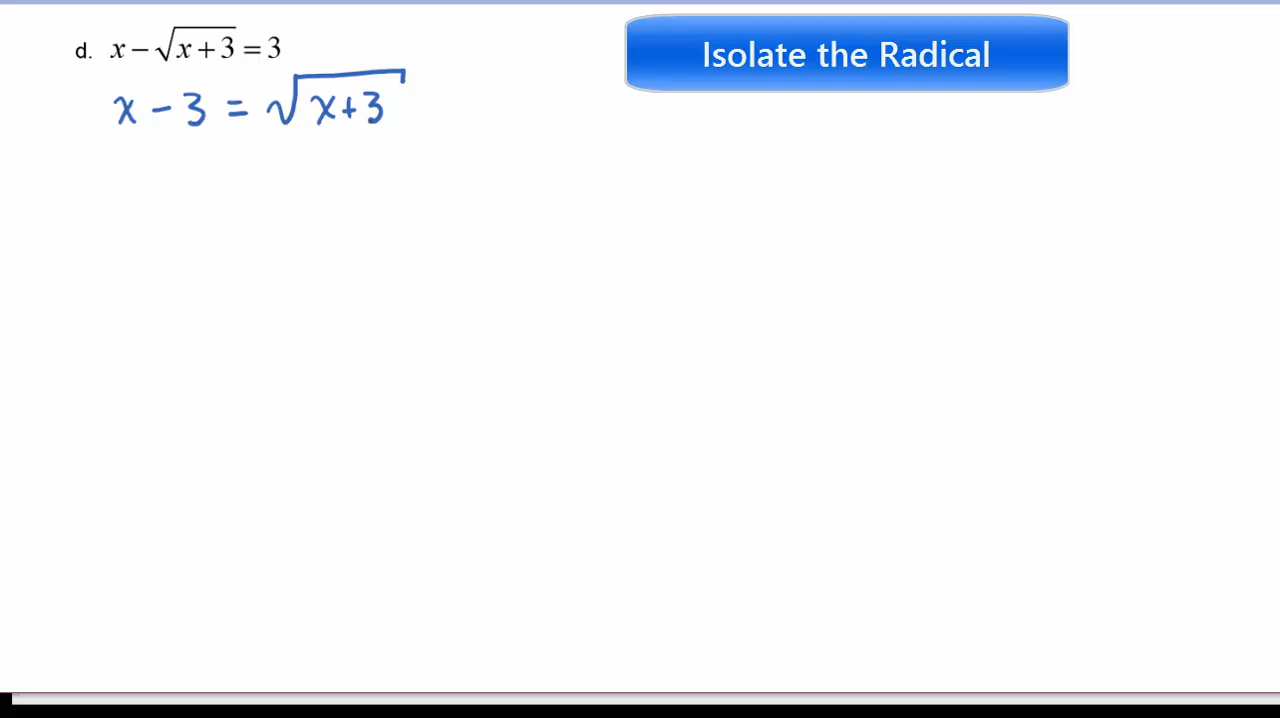 d. x − √(x + 3) = 3
Isolate the Radical
x − 3 = √(x + 3)